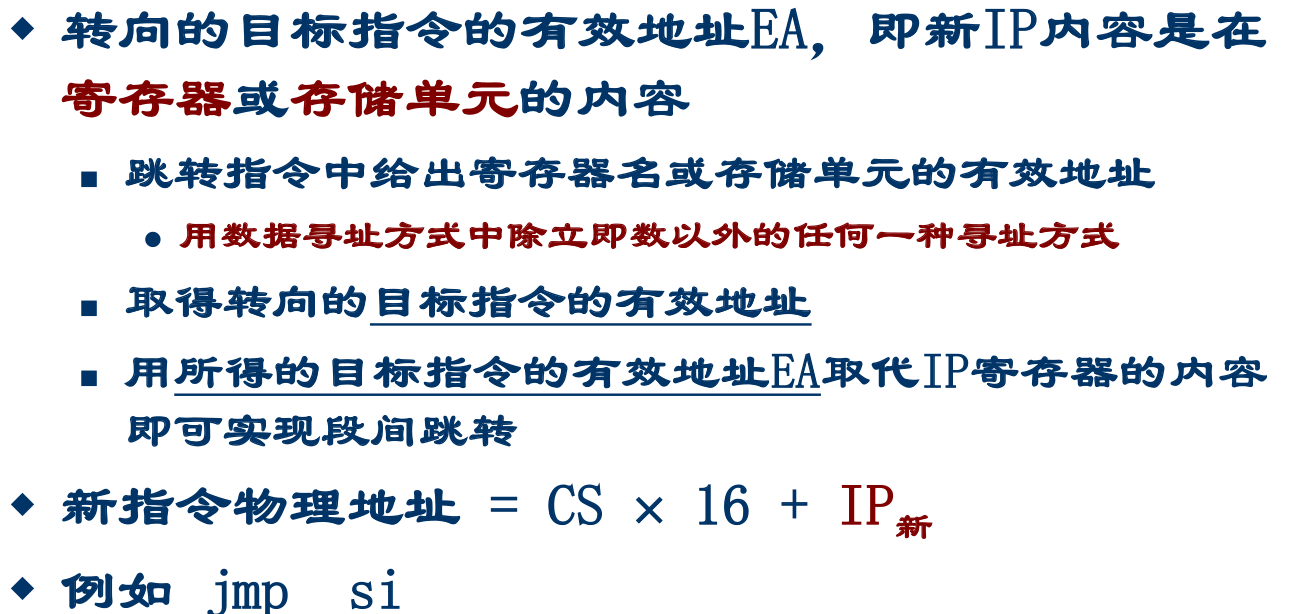 ◆ 转向的目标指令的有效地址EA, 即新IP内容是在
寄存器或存储单元的内容
■ 跳转指令中给出寄存器名或存储单元的有效地址
● 用数据寻址方式中除立即数以外的任何一种寻址方式
■ 取得转向的目标指令的有效地址
■ 用所得的目标指令的有效地址EA取代IP寄存器的内容
即可实现段间跳转
◆ 新指令物理地址 = CS × 16 + IP新
◆ 例如 jmp si